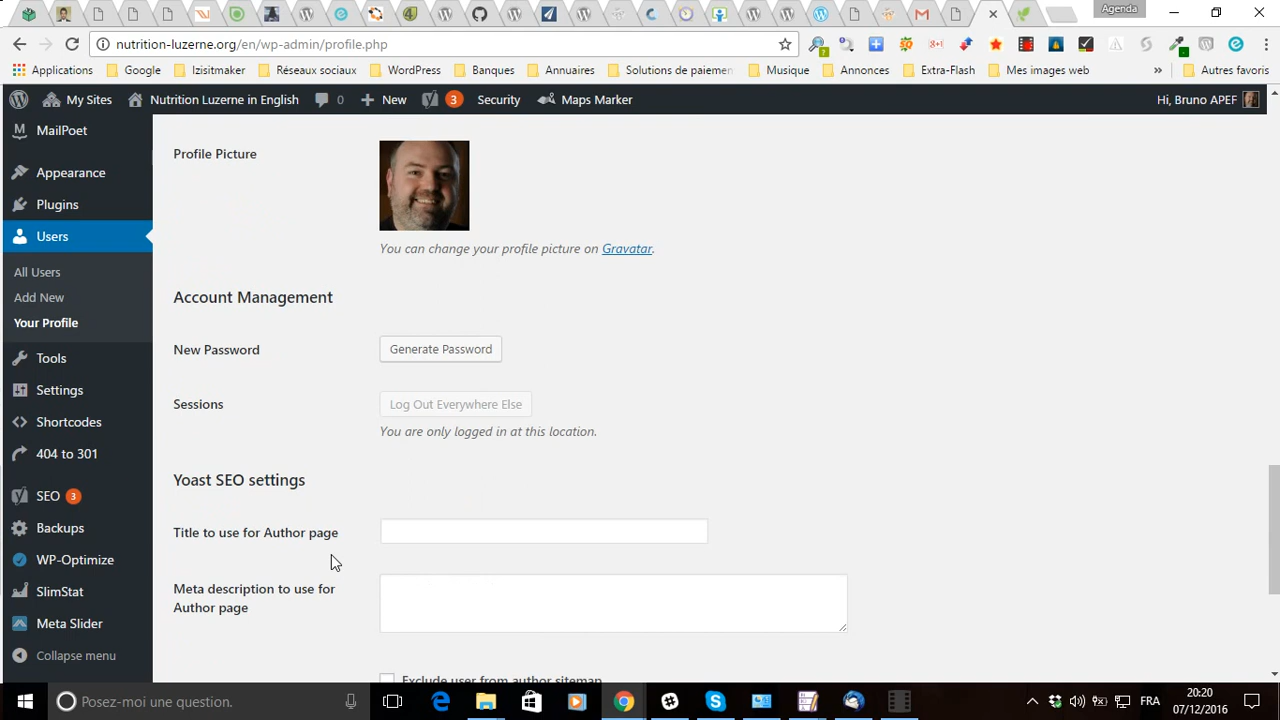 Agenda
nutrition-luzerne.org/en/wp-admin/profile.php
Applications Google Izisitmaker Réseaux sociaux WordPress Banques Annuaires Solutions de paiemen Musique Annonces Extra-Flash Mes images web » Autres favoris
My Sites Nutrition Luzerne in English 0 New 3 Security Maps Marker Hi, Bruno APEF
MailPoet
Appearance
Plugins
Users
All Users
Add New
Your Profile
Tools
Settings
Shortcodes
404 to 301
SEO 3
Backups
WP-Optimize
SlimStat
Meta Slider
Collapse menu
Profile Picture
You can change your profile picture on Gravatar.
Account Management
New Password Generate Password
Sessions Log Out Everywhere Else
You are only logged in at this location.
Yoast SEO settings
Title to use for Author page
Meta description to use for
Author page
Exclude user from author sitemap
Posez-moi une question.
FRA
20:20
07/12/2016